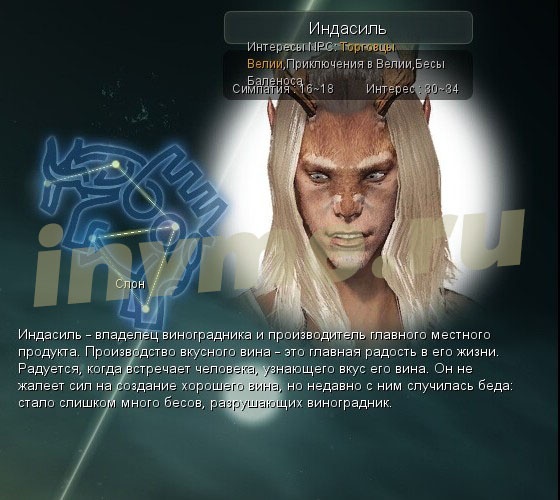 Индасиль
Интересы NPC: Торговцы
Велии,Приключения в Велии,Бесы
Баленоса
Симпатия : 16~18 Интерес : 30~34
Слон
inymo.ru
Индасиль – владелец виноградника и производитель главного местного
продукта. Производство вкусного вина – это главная радость в его жизни.
Радуется, когда встречает человека, узнающего вкус его вина. Он не
жалеет сил на создание хорошего вина, но недавно с ним случилась беда:
стало слишком много бесов, разрушающих виноградник.